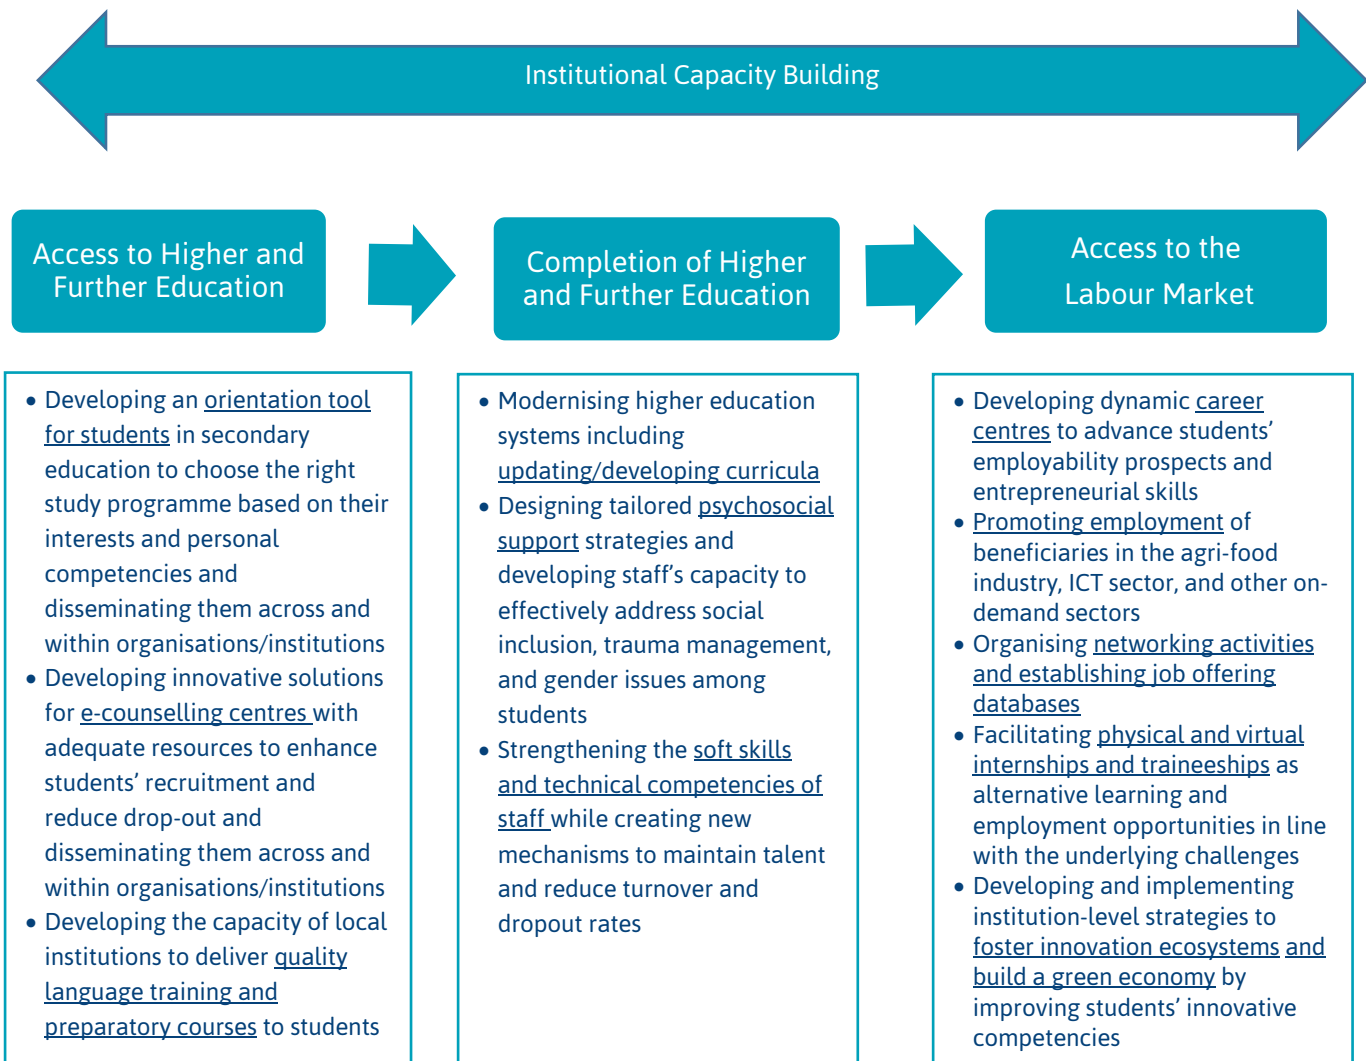 Institutional Capacity Building
Access to Higher and
Further Education
Completion of Higher
and Further Education
Access to the
Labour Market
• Developing an orientation tool
for students in secondary
education to choose the right
study programme based on their
interests and personal
competencies and
disseminating them across and
within organisations/institutions
• Developing innovative solutions
for e-counselling centres with
adequate resources to enhance
students’ recruitment and
reduce drop-out and
disseminating them across and
within organisations/institutions
• Developing the capacity of local
institutions to deliver quality
language training and
preparatory courses to students
• Modernising higher education
systems including
updating/developing curricula
• Designing tailored psychosocial
support strategies and
developing staff’s capacity to
effectively address social
inclusion, trauma management,
and gender issues among
students
• Strengthening the soft skills
and technical competencies of
staff while creating new
mechanisms to maintain talent
and reduce turnover and
dropout rates
• Developing dynamic career
centres to advance students’
employability prospects and
entrepreneurial skills
• Promoting employment of
beneficiaries in the agri-food
industry, ICT sector, and other on-
demand sectors
• Organising networking activities
and establishing job offering
databases
• Facilitating physical and virtual
internships and traineeships as
alternative learning and
employment opportunities in line
with the underlying challenges
• Developing and implementing
institution-level strategies to
foster innovation ecosystems and
build a green economy by
improving students’ innovative
competencies